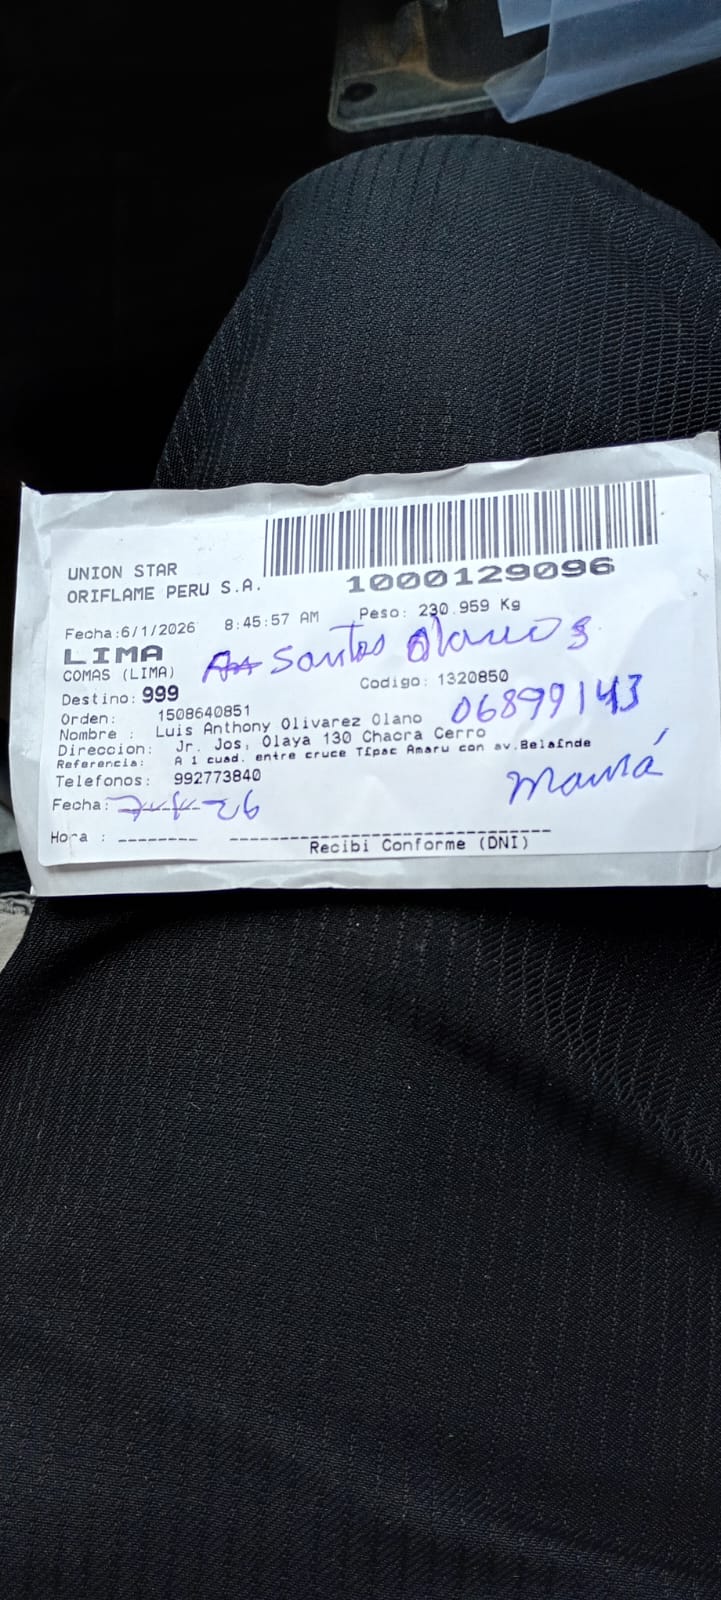 UNION STAR
ORIFLAME PERU S.A.
1000129096
Fecha:6/1/2026 8:45:57 AM Peso: 230.959 Kg
LIMA
COMAS (LIMA)
Santos Olano S
Destino: 999 Codigo: 1320850
Orden: 1508640851
06899143
Nombre : Luis Anthony Olivarez Olano
Direccion: Jr. Jos, Olaya 130 Chacra Cerro
Referencia: A 1 cuad. entre cruce Tfpac Amaru con av.Belafnde
Telefonos: 992773840
Mamá
Fecha: 7-1-26
Hora : -------- -----------------------------------
Recibi Conforme (DNI)